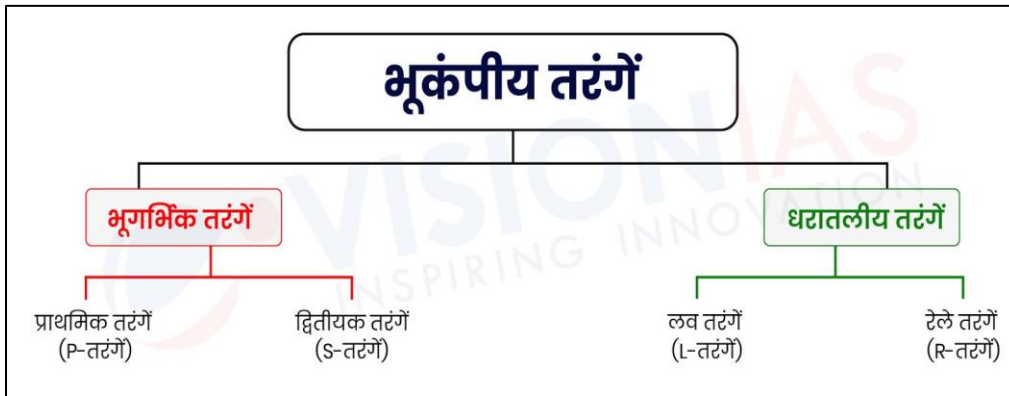 भूकंपीय तरंगें
भूगर्भिक तरंगें
धरातलीय तरंगें
प्राथमिक तरंगें
(P-तरंगें)
द्वितीयक तरंगें
(S-तरंगें)
लव तरंगें
(L-तरंगें)
रेले तरंगें
(R-तरंगें)
VISIONIAS
INSPIRING INNOVATION